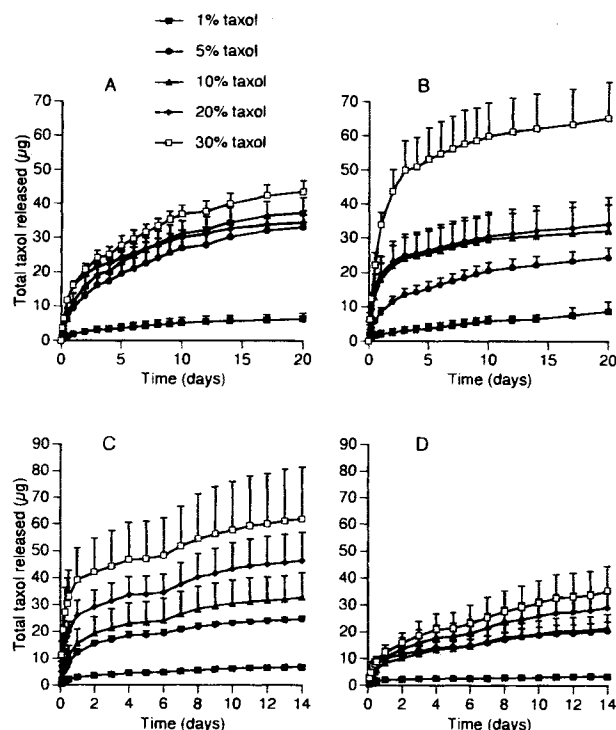 1% taxol
5% taxol
10% taxol
20% taxol
30% taxol
A
B
Total taxol released (µg)
70
60
50
40
30
20
10
0
0 5 10 15 20
Time (days)
70
60
50
40
30
20
10
0
0 5 10 15 20
Time (days)
C
D
Total taxol released (µg)
90
80
70
60
50
40
30
20
10
0
0 2 4 6 8 10 12 14
Time (days)
90
80
70
60
50
40
30
20
10
0
0 2 4 6 8 10 12 14
Time (days)